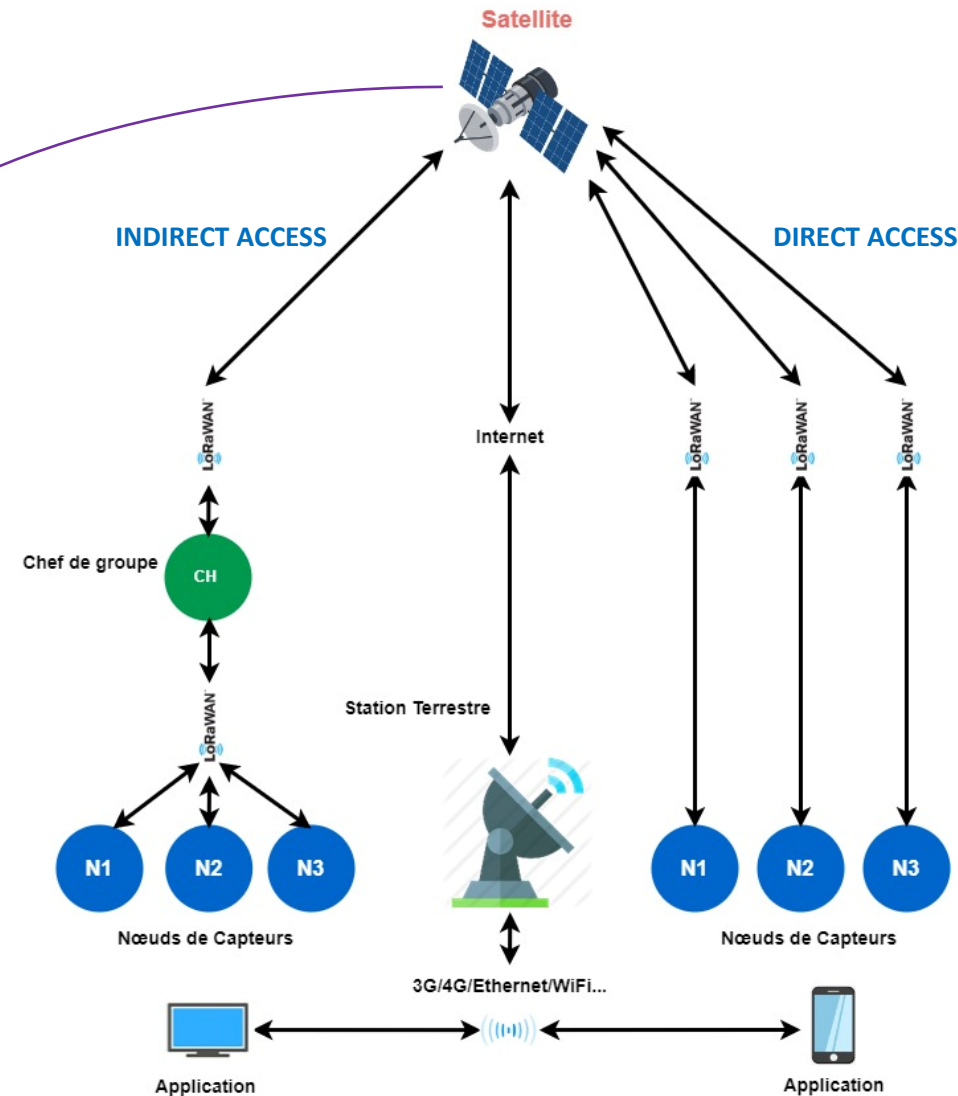 Satellite
INDIRECT ACCESS
DIRECT ACCESS
LoRaWAN
LoRaWAN
LoRaWAN
LoRaWAN
Internet
Chef de groupe
CH
LoRaWAN
Station Terrestre
N1
N2
N3
N1
N2
N3
Nœuds de Capteurs
Nœuds de Capteurs
3G/4G/Ethernet/WiFi...
Application
Application